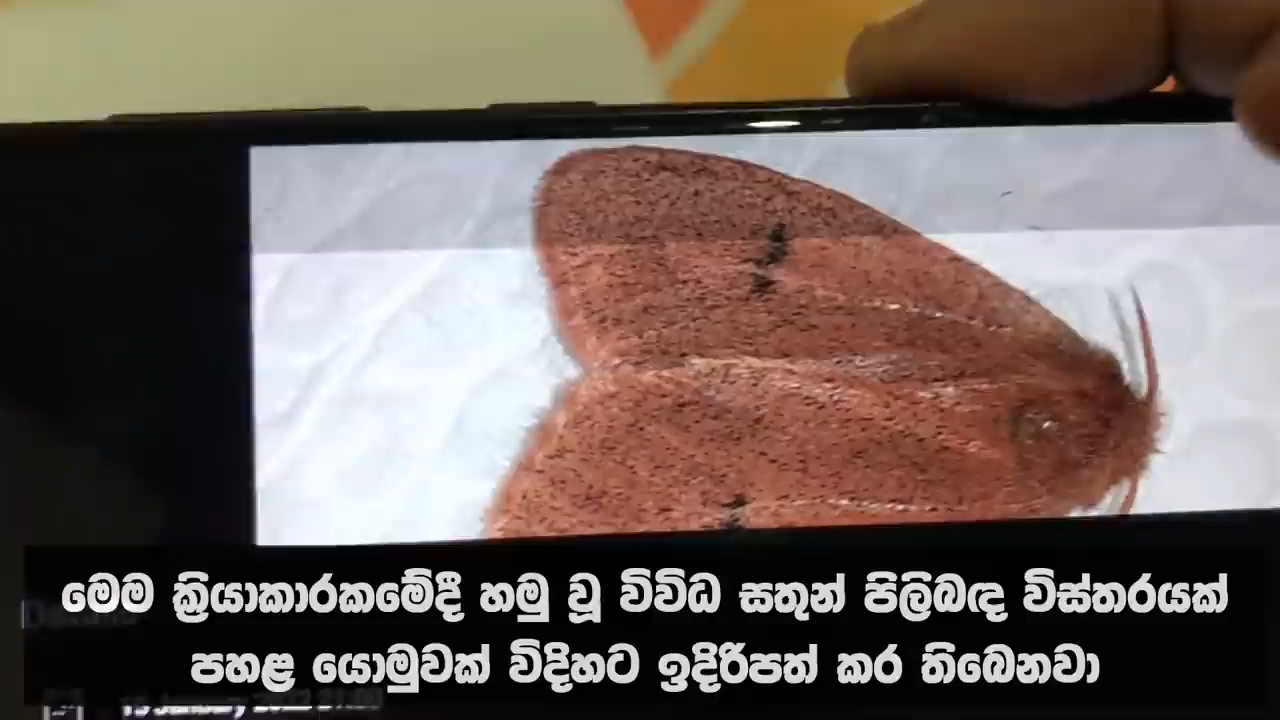 මෙම ක්‍රියාකාරකමේදී හමු වූ විවිධ සතුන් පිලිබඳ විස්තරයක්
පහළ යොමුවක් විදිහට ඉදිරිපත් කර තිබෙනවා